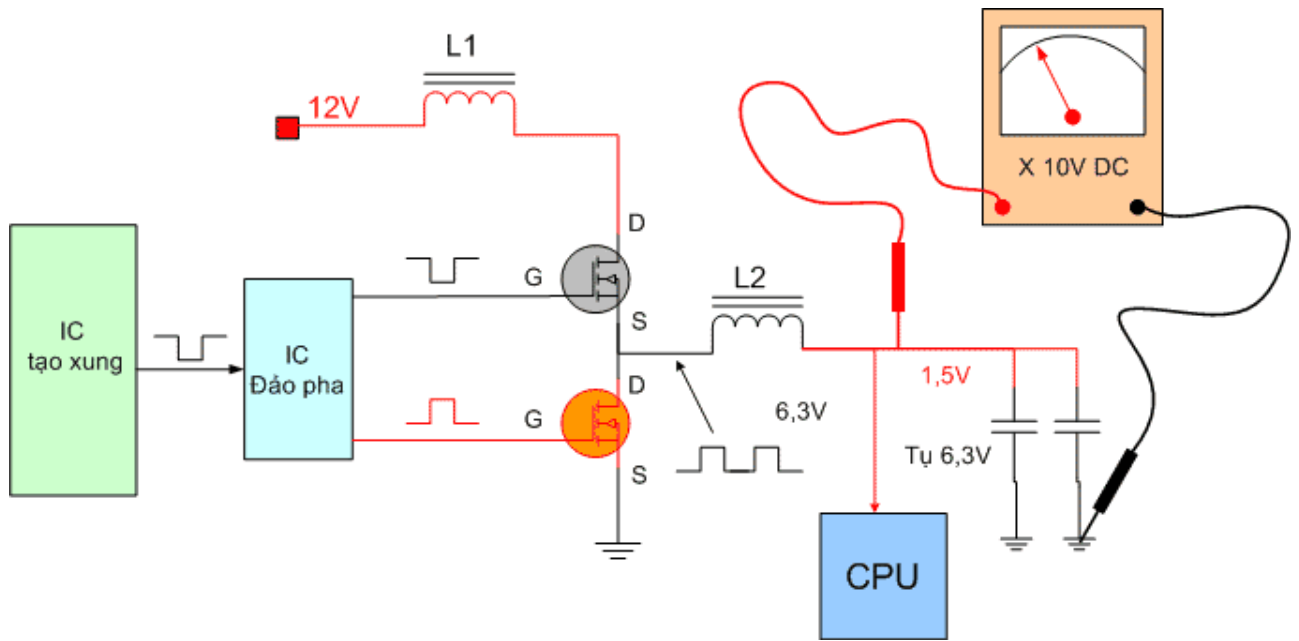 L1
12V
X 10V DC
D
G
S
L2
IC
tạo xung
IC
Đảo pha
D
G
S
6,3V
1,5V
Tụ 6,3V
CPU